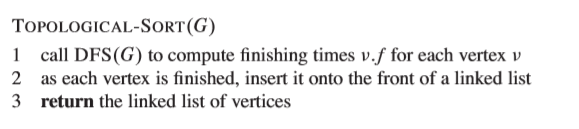 TOPOLOGICAL-SORT(G)
1 call DFS(G) to compute finishing times v.f for each vertex v
2 as each vertex is finished, insert it onto the front of a linked list
3 return the linked list of vertices